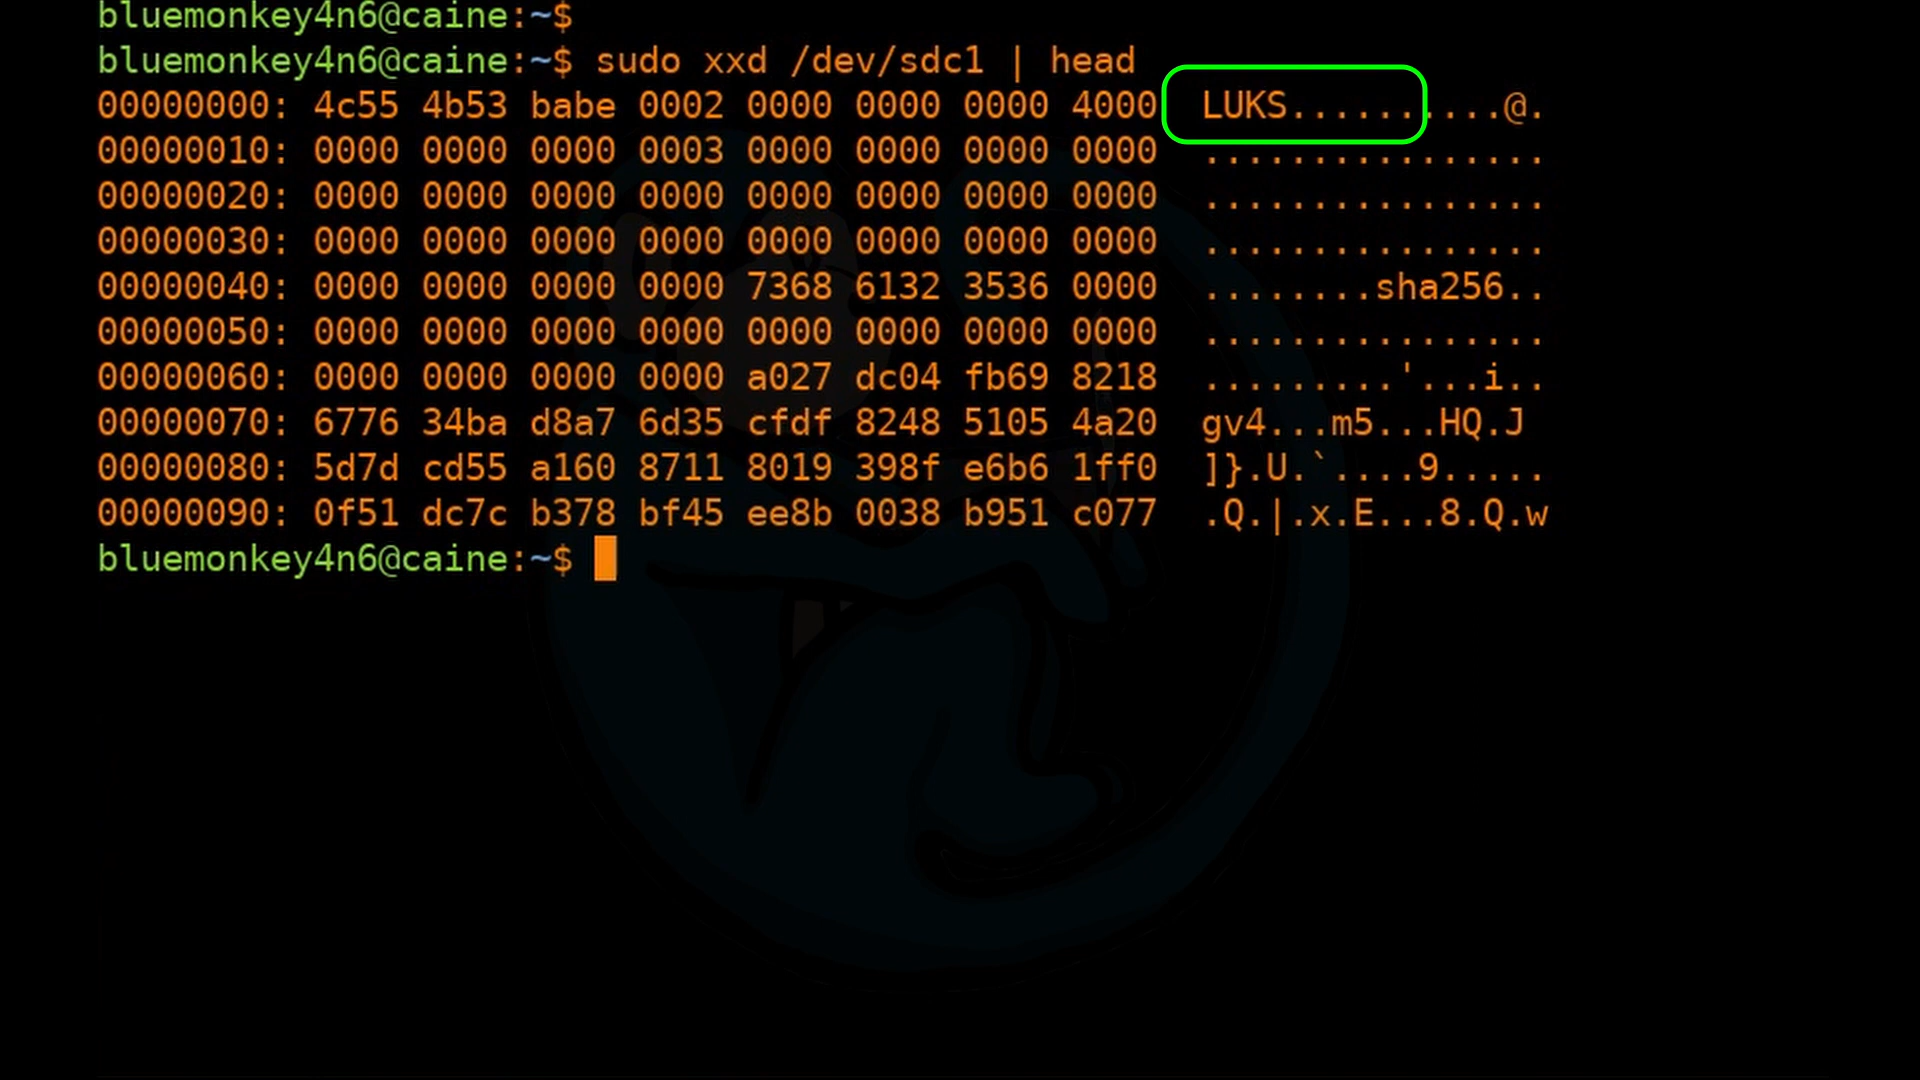 bluemonkey4n6@caine:~$
bluemonkey4n6@caine:~$ sudo xxd /dev/sdc1 | head
00000000: 4c55 4b53 babe 0002 0000 0000 0000 4000  LUKS..........@.
00000010: 0000 0000 0000 0003 0000 0000 0000 0000  ................
00000020: 0000 0000 0000 0000 0000 0000 0000 0000  ................
00000030: 0000 0000 0000 0000 0000 0000 0000 0000  ................
00000040: 0000 0000 0000 0000 7368 6132 3536 0000  ........sha256..
00000050: 0000 0000 0000 0000 0000 0000 0000 0000  ................
00000060: 0000 0000 0000 0000 a027 dc04 fb69 8218  .........'...i..
00000070: 6776 34ba d8a7 6d35 cfdf 8248 5105 4a20  gv4...m5...HQ.J
00000080: 5d7d cd55 a160 8711 8019 398f e6b6 1ff0  ]}.U.`....9.....
00000090: 0f51 dc7c b378 bf45 ee8b 0038 b951 c077  .Q.|.x.E...8.Q.w
bluemonkey4n6@caine:~$